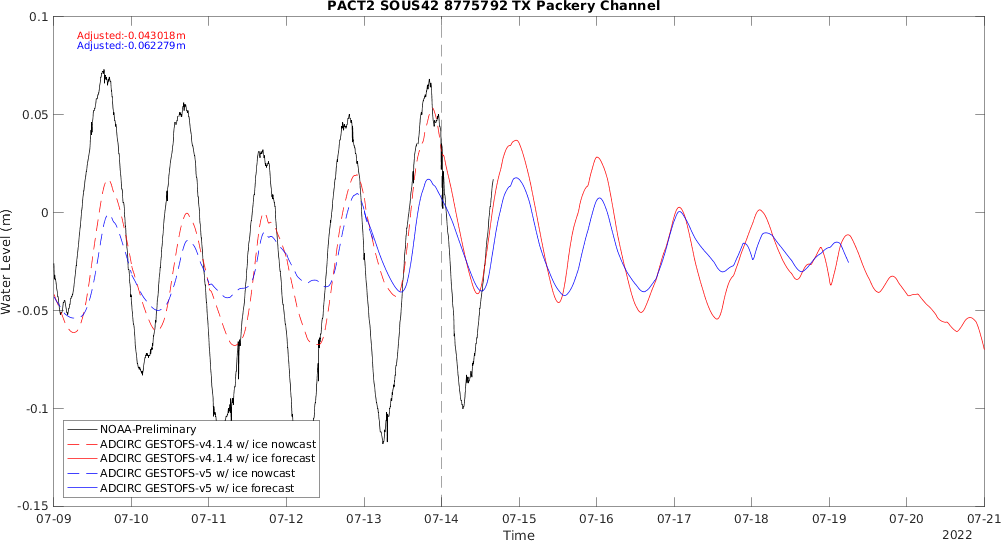 PACT2 SOUS42 8775792 TX Packery Channel
Adjusted:-0.043018m
Adjusted:-0.062279m
Water Level (m)
0.1
0.05
0
-0.05
-0.1
-0.15
NOAA-Preliminary
ADCIRC GESTOFS-v4.1.4 w/ ice nowcast
ADCIRC GESTOFS-v4.1.4 w/ ice forecast
ADCIRC GESTOFS-v5 w/ ice nowcast
ADCIRC GESTOFS-v5 w/ ice forecast
07-09 07-10 07-11 07-12 07-13 07-14 07-15 07-16 07-17 07-18 07-19 07-20 07-21
Time
2022